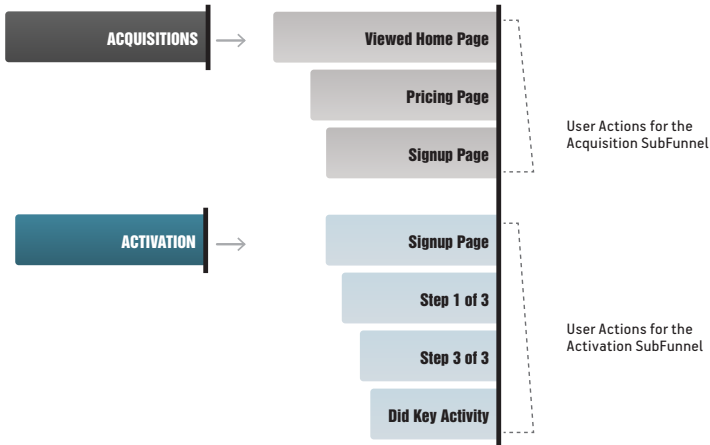 ACQUISITIONS
Viewed Home Page
Pricing Page
Signup Page
User Actions for the
Acquisition SubFunnel
ACTIVATION
Signup Page
Step 1 of 3
Step 3 of 3
Did Key Activity
User Actions for the
Activation SubFunnel